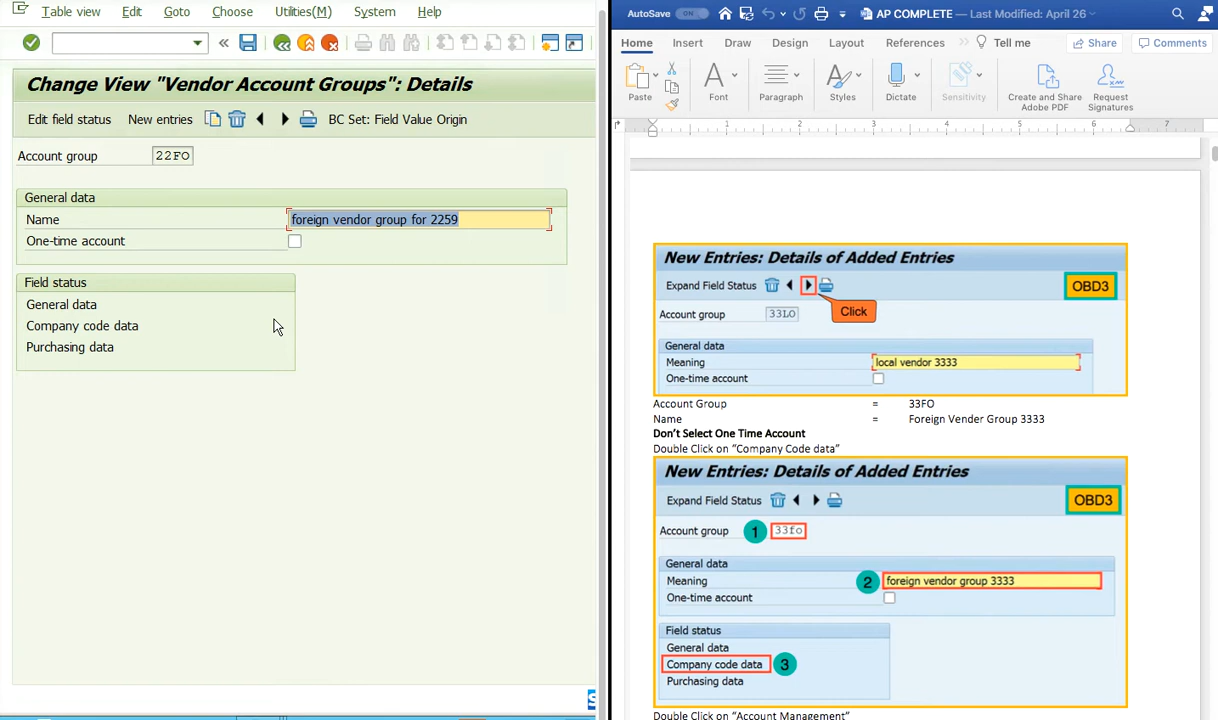 Table view Edit Goto Choose Utilities(M) System Help
Change View "Vendor Account Groups": Details
Edit field status New entries BC Set: Field Value Origin
Account group 22FO
General data
Name foreign vendor group for 2259
One-time account
Field status
General data
Company code data
Purchasing data
AutoSave ON AP COMPLETE — Last Modified: April 26
Home Insert Draw Design Layout References Tell me Share Comments
Paste Font Paragraph Styles Dictate Sensitivity Create and Share Adobe PDF Request Signatures
1 2 3 4 5 6 7
New Entries: Details of Added Entries
Expand Field Status OBD3
Click
Account group 33LO
General data
Meaning local vendor 3333
One-time account
Account Group = 33FO
Name = Foreign Vender Group 3333
Don't Select One Time Account
Double Click on "Company Code data"
New Entries: Details of Added Entries
Expand Field Status OBD3
Account group 1 33fo
General data
Meaning 2 foreign vendor group 3333
One-time account
Field status
General data
Company code data 3
Purchasing data
Double Click on "Account Management"